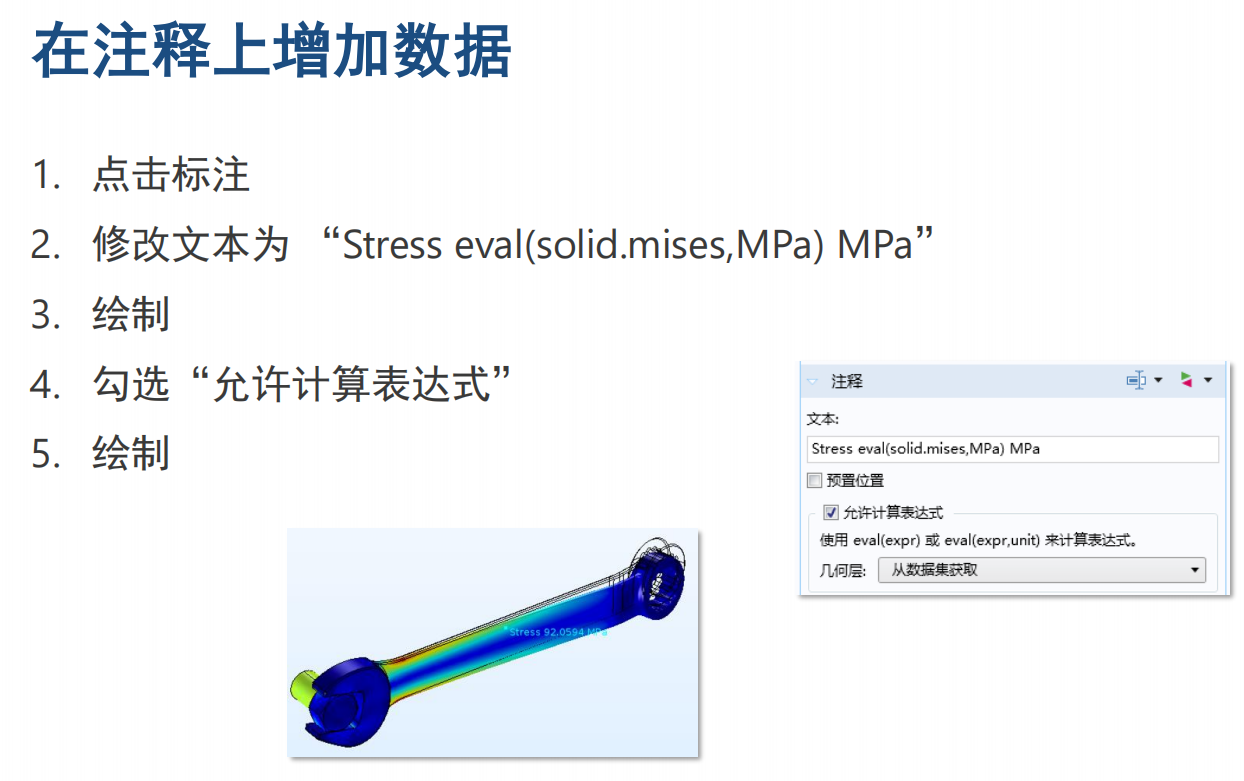 在注释上增加数据
1. 点击标注
2. 修改文本为 “Stress eval(solid.mises,MPa) MPa”
3. 绘制
4. 勾选“允许计算表达式”
5. 绘制
注释
文本:
Stress eval(solid.mises,MPa) MPa
预置位置
允许计算表达式
使用 eval(expr) 或 eval(expr,unit) 来计算表达式。
几何层: 从数据集获取
Stress 92.0594 MPa